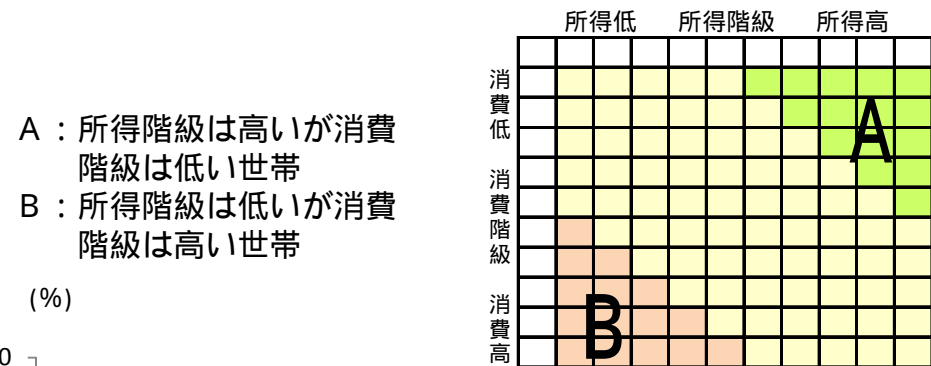 所得低 所得階級 所得高
消費低
消費階級
消費高
A:所得階級は高いが消費
階級は低い世帯
B:所得階級は低いが消費
階級は高い世帯
A
B
(%)
0